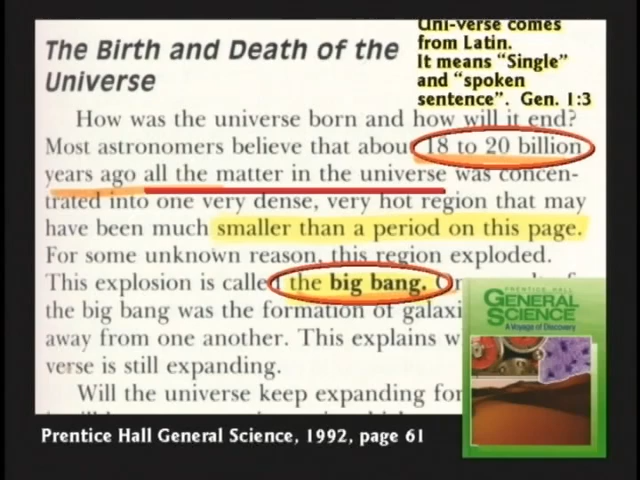 Uni-verse comes
from Latin.
It means “Single”
and “spoken
sentence”. Gen. 1:3
The Birth and Death of the
Universe
How was the universe born and how will it end?
Most astronomers believe that abou 18 to 20 billion
years ago all the matter in the universe was concen-
trated into one very dense, very hot region that may
have been much smaller than a period on this page.
For some unknown reason, this region exploded.
This explosion is called the big bang.
the big bang was the formation of galaxi
away from one another. This explains w
verse is still expanding.
Will the universe keep expanding for
PRENTICE HALL
GENERAL
SCIENCE
A Voyage of Discovery
Prentice Hall General Science, 1992, page 61